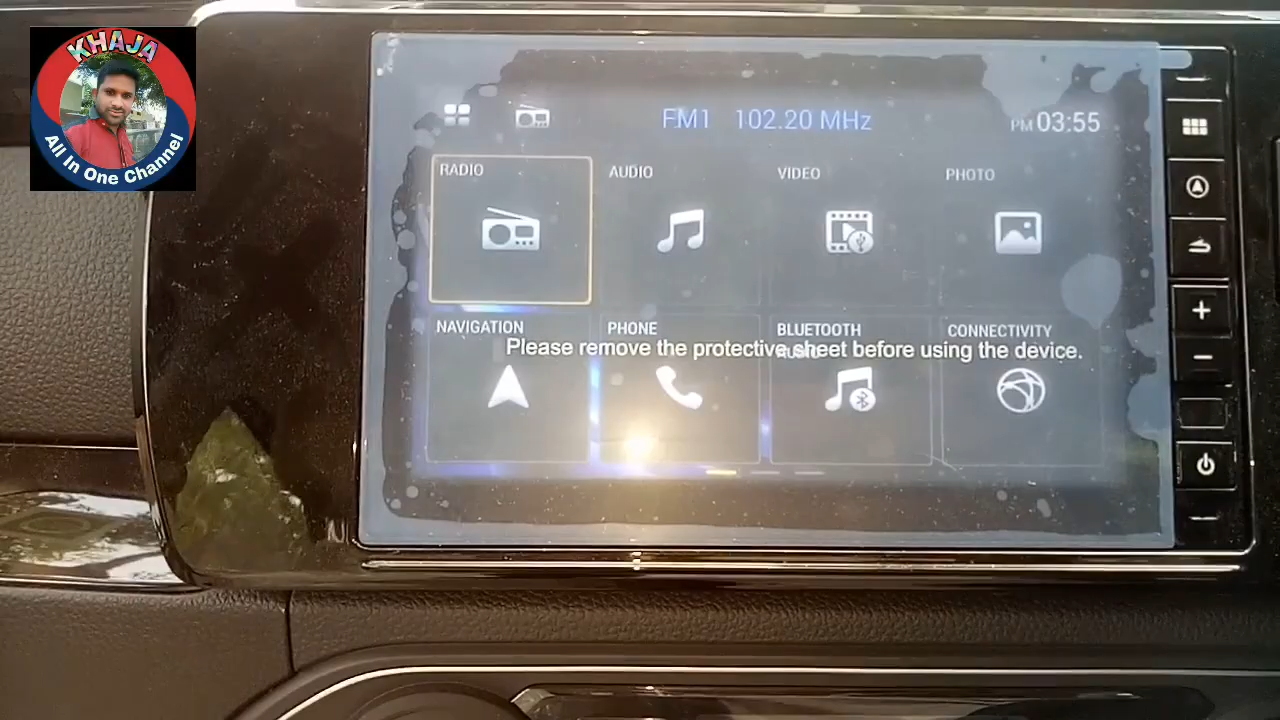 KHAJA
All In One Channel
FM1 102.20 MHz
PM 03:55
RADIO
AUDIO
VIDEO
PHOTO
NAVIGATION
PHONE
BLUETOOTH
AUDIO
CONNECTIVITY
Please remove the protective sheet before using the device.